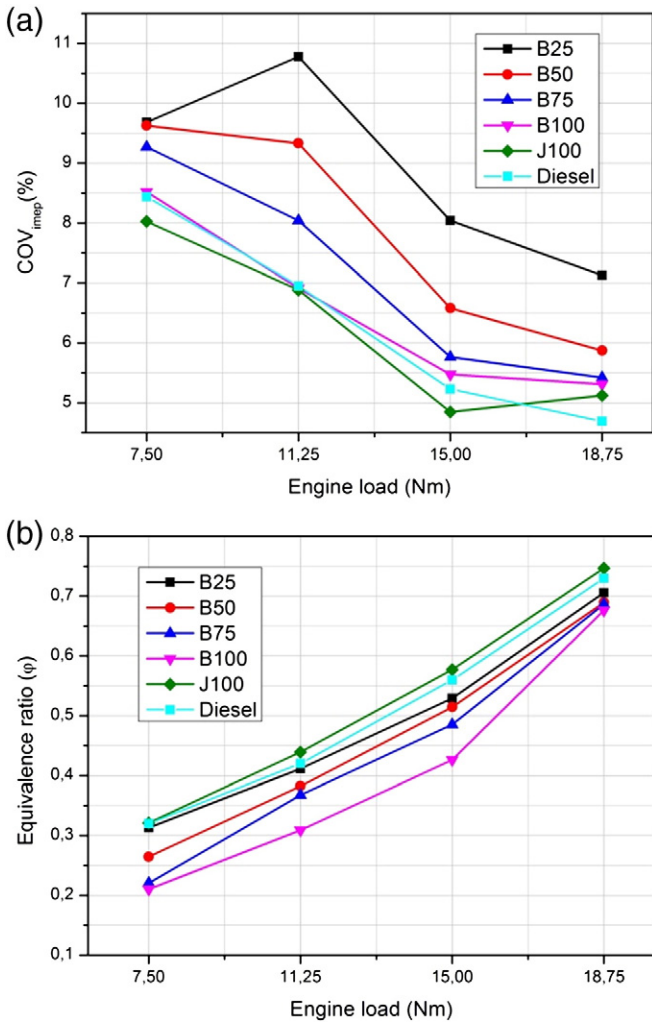 (a)
11
10
9
8
7
6
5
COVimep(%)
B25
B50
B75
B100
J100
Diesel
7,50 11,25 15,00 18,75
Engine load (Nm)
(b)
0,8
0,7
0,6
0,5
0,4
0,3
0,2
0,1
Equivalence ratio (φ)
B25
B50
B75
B100
J100
Diesel
7,50 11,25 15,00 18,75
Engine load (Nm)